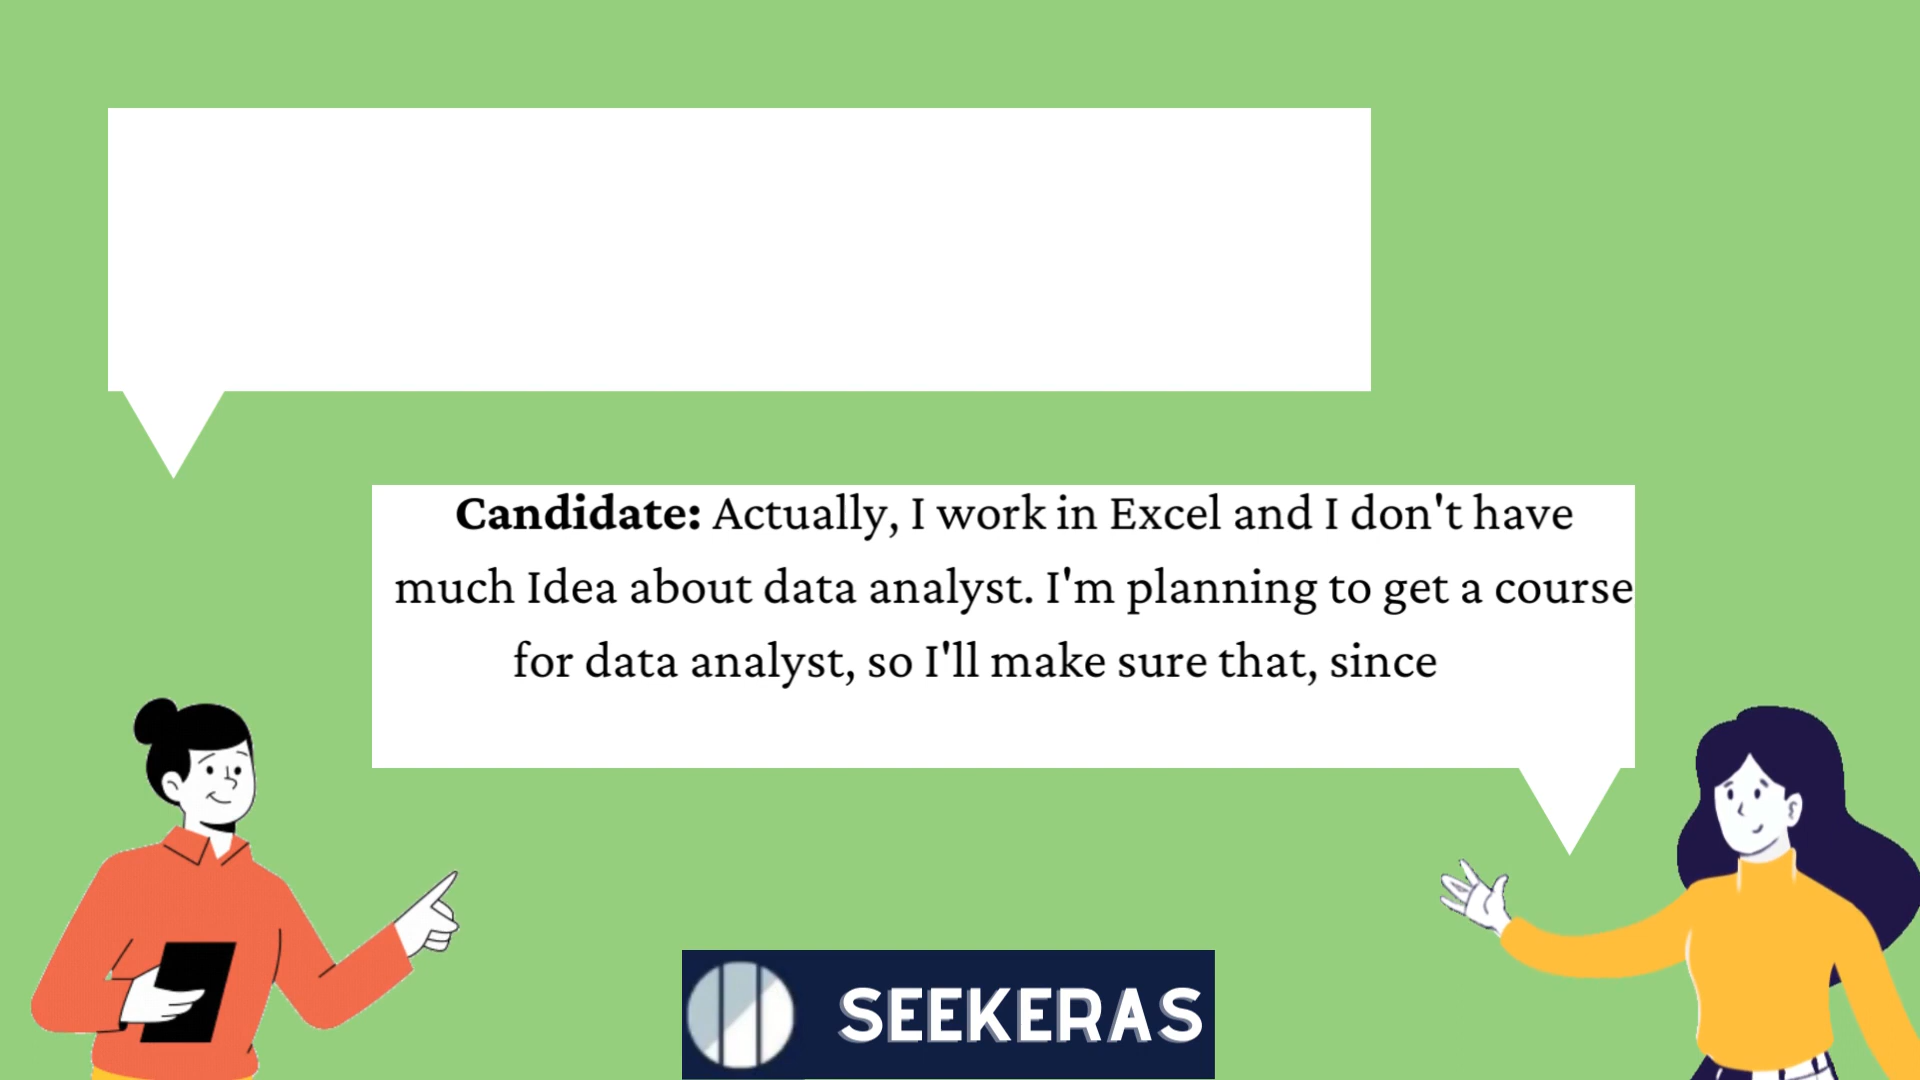 Candidate: Actually, I work in Excel and I don't have
much Idea about data analyst. I'm planning to get a course
for data analyst, so I'll make sure that, since
SEEKERAS